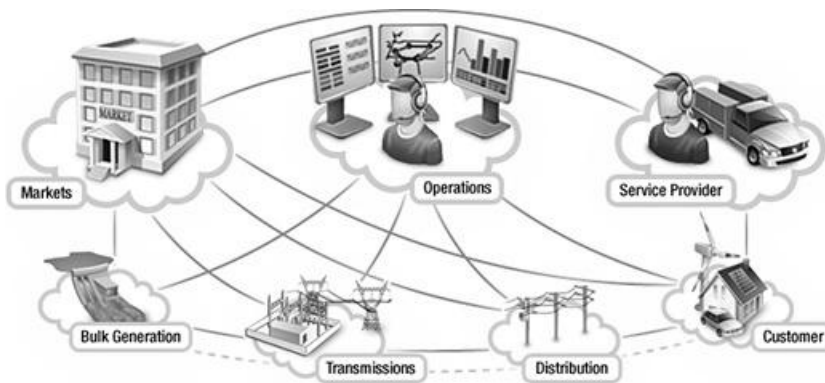 MARKET
Markets
Operations
Service Provider
Bulk Generation
Transmissions
Distribution
Customer